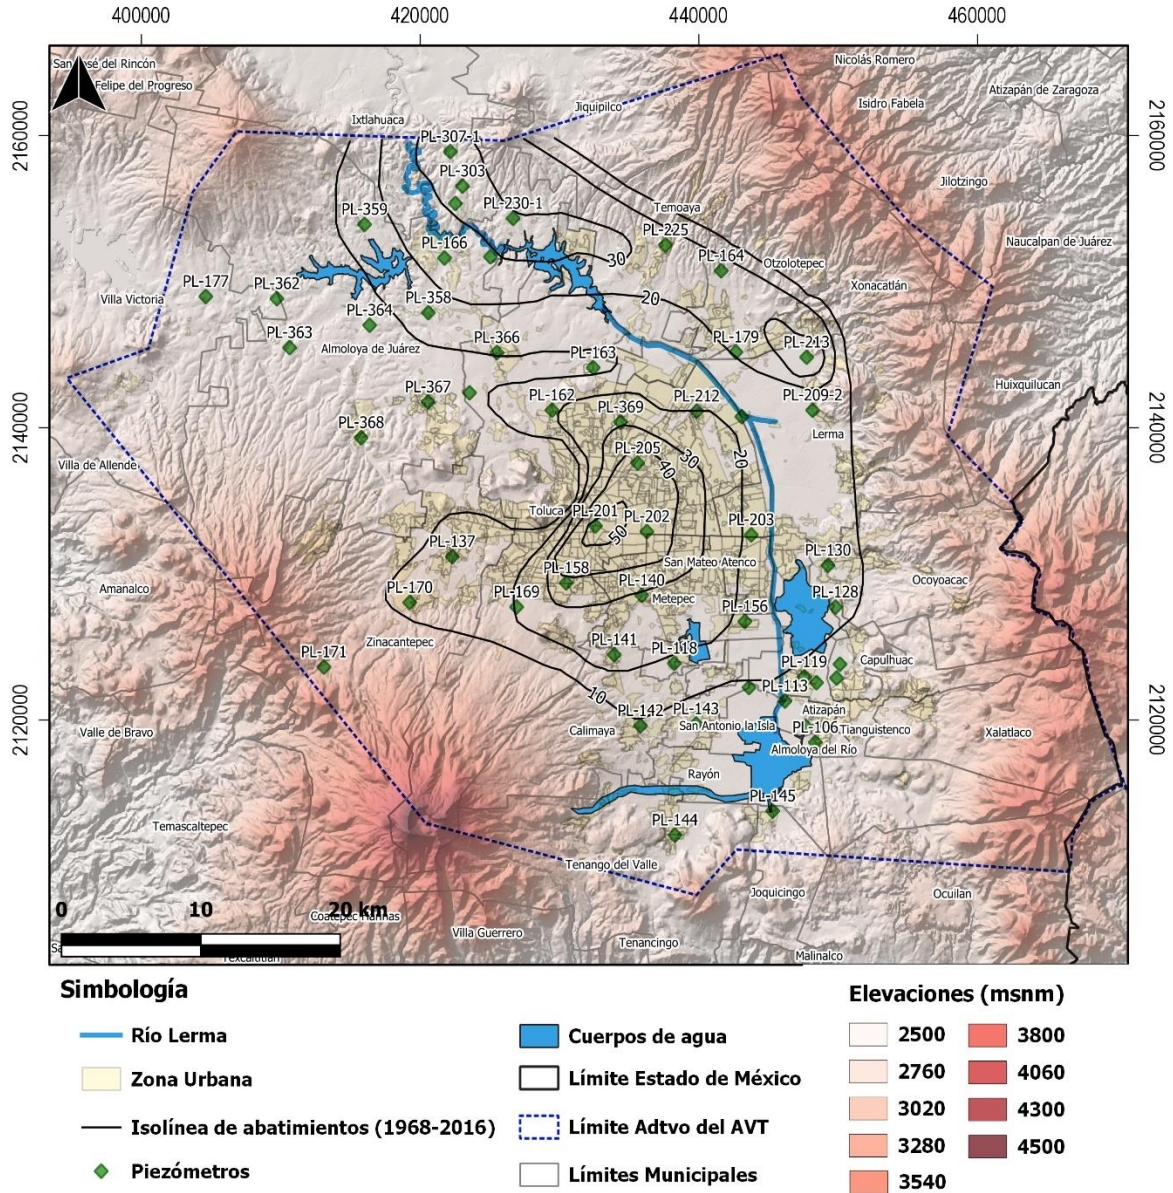 400000
420000
440000
460000
San José del Rincón
Nicolás Romero
Felipe del Progreso
Atizapán de Zaragoza
Isidro Fabela
Jiquipilco
Ixtlahuaca
2160000
PL-307-1
2160000
PL-303
Jilotzingo
PL-359
PL-230-1
Temoaya
PL-225
Naucalpan de Juárez
PL-166
30
PL-164
Otzolotepec
PL-177
PL-362
Villa Victoria
Xonacatlán
20
PL-364
PL-358
PL-363
Almoloya de Juárez
PL-366
PL-163
PL-179
PL-213
Huixquilucan
PL-367
PL-162
PL-369
PL-212
PL-209-2
2140000
PL-368
Lerma
2140000
PL-205
30
20
Villa de Allende
40
Toluca
PL-201
PL-202
PL-203
50
PL-137
San Mateo Atenco
PL-130
PL-158
PL-140
Ocoyoacac
Amanalco
PL-170
PL-169
Metepec
PL-128
PL-156
Zinacantepec
PL-141
PL-118
PL-171
PL-119
Capulhuac
10
PL-113
2120000
PL-142
PL-143
Atizapán
2120000
Valle de Bravo
Calimaya
San Antonio la Isla
PL-106
Tianguistenco
Xalatlaco
Almoloya del Río
Rayón
PL-145
Temascaltepec
PL-144
Tenango del Valle
Joquicingo
Ocuilan
0
10
20 km
Coatepec Harinas
Villa Guerrero
Tenancingo
Malinalco
Simbología
Río Lerma
Zona Urbana
Isolínea de abatimientos (1968-2016)
Piezómetros
Cuerpos de agua
Límite Estado de México
Límite Adtvo del AVT
Límites Municipales
Elevaciones (msnm)
2500
2760
3020
3280
3540
3800
4060
4300
4500